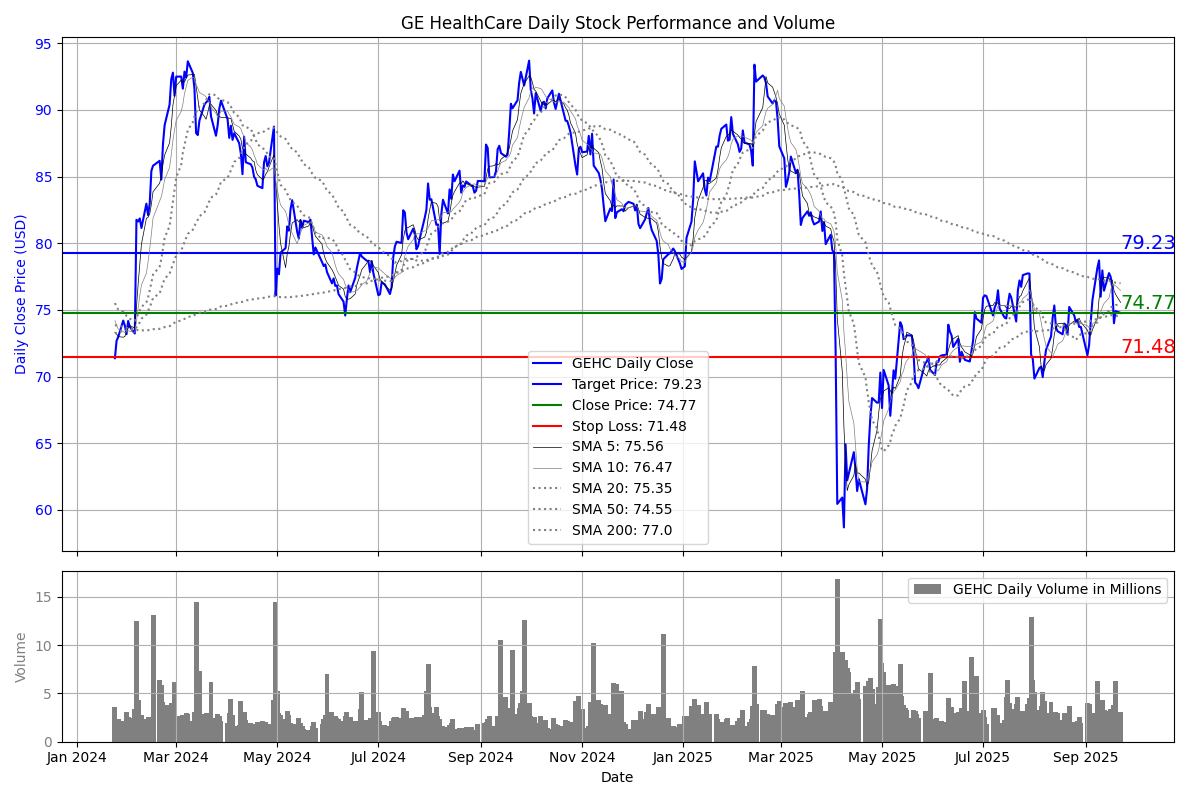 GE HealthCare Daily Stock Performance and Volume
Daily Close Price (USD)
95
90
85
80
75
70
65
60
79.23
74.77
71.48
GEHC Daily Close
Target Price: 79.23
Close Price: 74.77
Stop Loss: 71.48
SMA 5: 75.56
SMA 10: 76.47
SMA 20: 75.35
SMA 50: 74.55
SMA 200: 77.0
Volume
15
10
5
0
GEHC Daily Volume in Millions
Jan 2024
Mar 2024
May 2024
Jul 2024
Sep 2024
Nov 2024
Jan 2025
Mar 2025
May 2025
Jul 2025
Sep 2025
Date